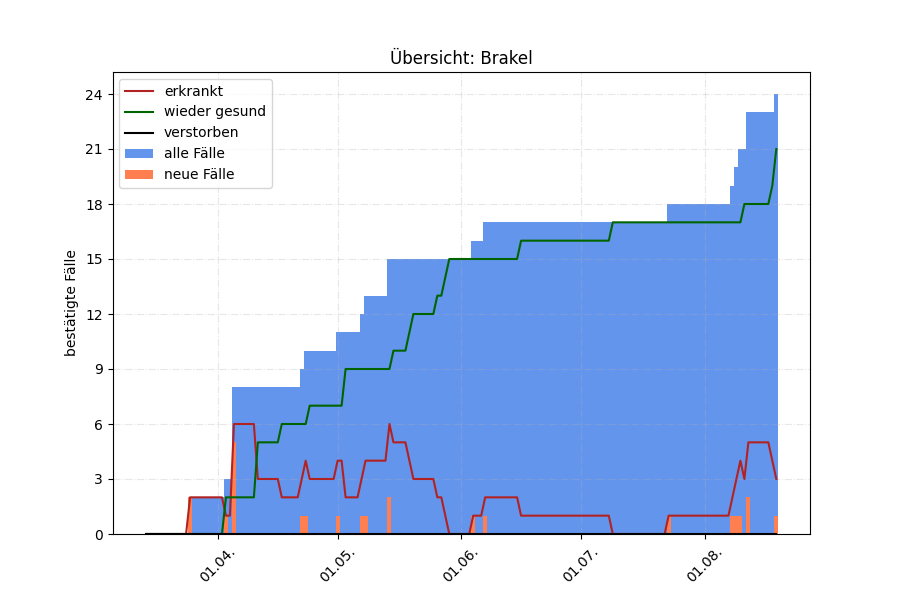 Übersicht: Brakel
erkrankt
wieder gesund
verstorben
alle Fälle
neue Fälle
bestätigte Fälle
24
21
18
15
12
9
6
3
0
01.04.
01.05.
01.06.
01.07.
01.08.